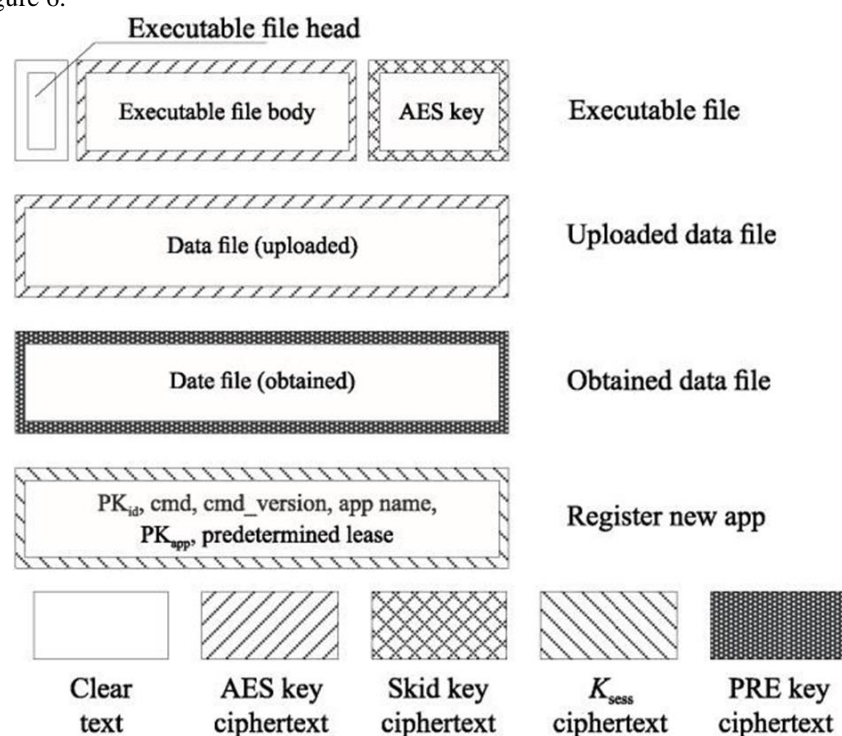 gure 6.
Executable file head
Executable file body
AES key
Executable file
Data file (uploaded)
Uploaded data file
Date file (obtained)
Obtained data file
PKid, cmd, cmd_version, app name,
PKapp, predetermined lease
Register new app
Clear
text
AES key
ciphertext
Skid key
ciphertext
Ksess
ciphertext
PRE key
ciphertext